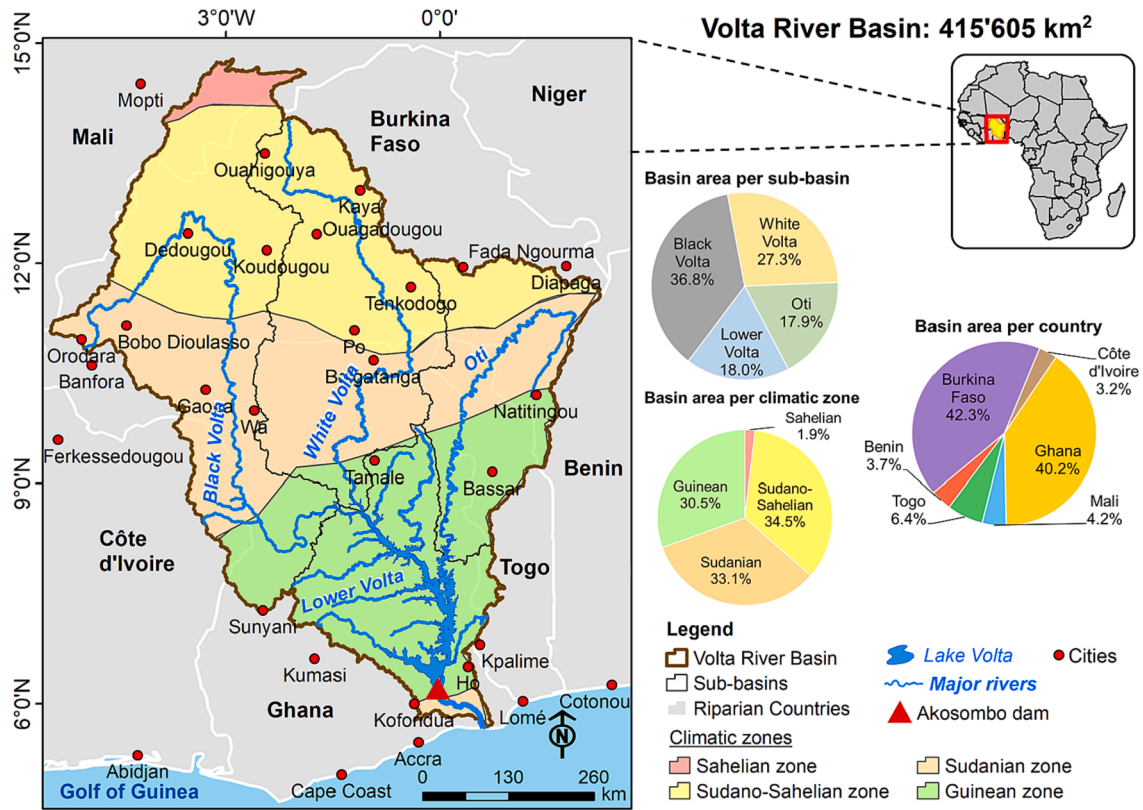 3°0'W
0°0'
Volta River Basin: 415'605 km²
15°0'N
12°0'N
9°0'N
6°0'N
Mopti
Niger
Mali
Burkina
Faso
Ouahigouya
Kaya
Ouagadougou
Dedougou
Koudougou
Fada Ngourma
Diapaga
Tenkodogo
Bobo Dioulasso
Po
Orodara
Banfora
Bolgatanga
Oti
Gaoua
Wa
Natitingou
White Volta
Black Volta
Ferkessedougou
Tamale
Bassar
Benin
Côte
d'Ivoire
Togo
Lower Volta
Sunyani
Kpalime
Kumasi
Ho
Ghana
Koforidua
Lomé
Cotonou
N
Accra
Abidjan
Cape Coast
Golf of Guinea
0 130 260
km
Basin area per sub-basin
White
Volta
27.3%
Black
Volta
36.8%
Oti
17.9%
Lower
Volta
18.0%
Basin area per climatic zone
Sahelian
1.9%
Guinean
30.5%
Sudano-
Sahelian
34.5%
Sudanian
33.1%
Basin area per country
Côte
d'Ivoire
3.2%
Burkina
Faso
42.3%
Ghana
40.2%
Benin
3.7%
Togo
6.4%
Mali
4.2%
Legend
Volta River Basin
Lake Volta
Cities
Sub-basins
Major rivers
Riparian Countries
Akosombo dam
Climatic zones
Sahelian zone
Sudanian zone
Sudano-Sahelian zone
Guinean zone